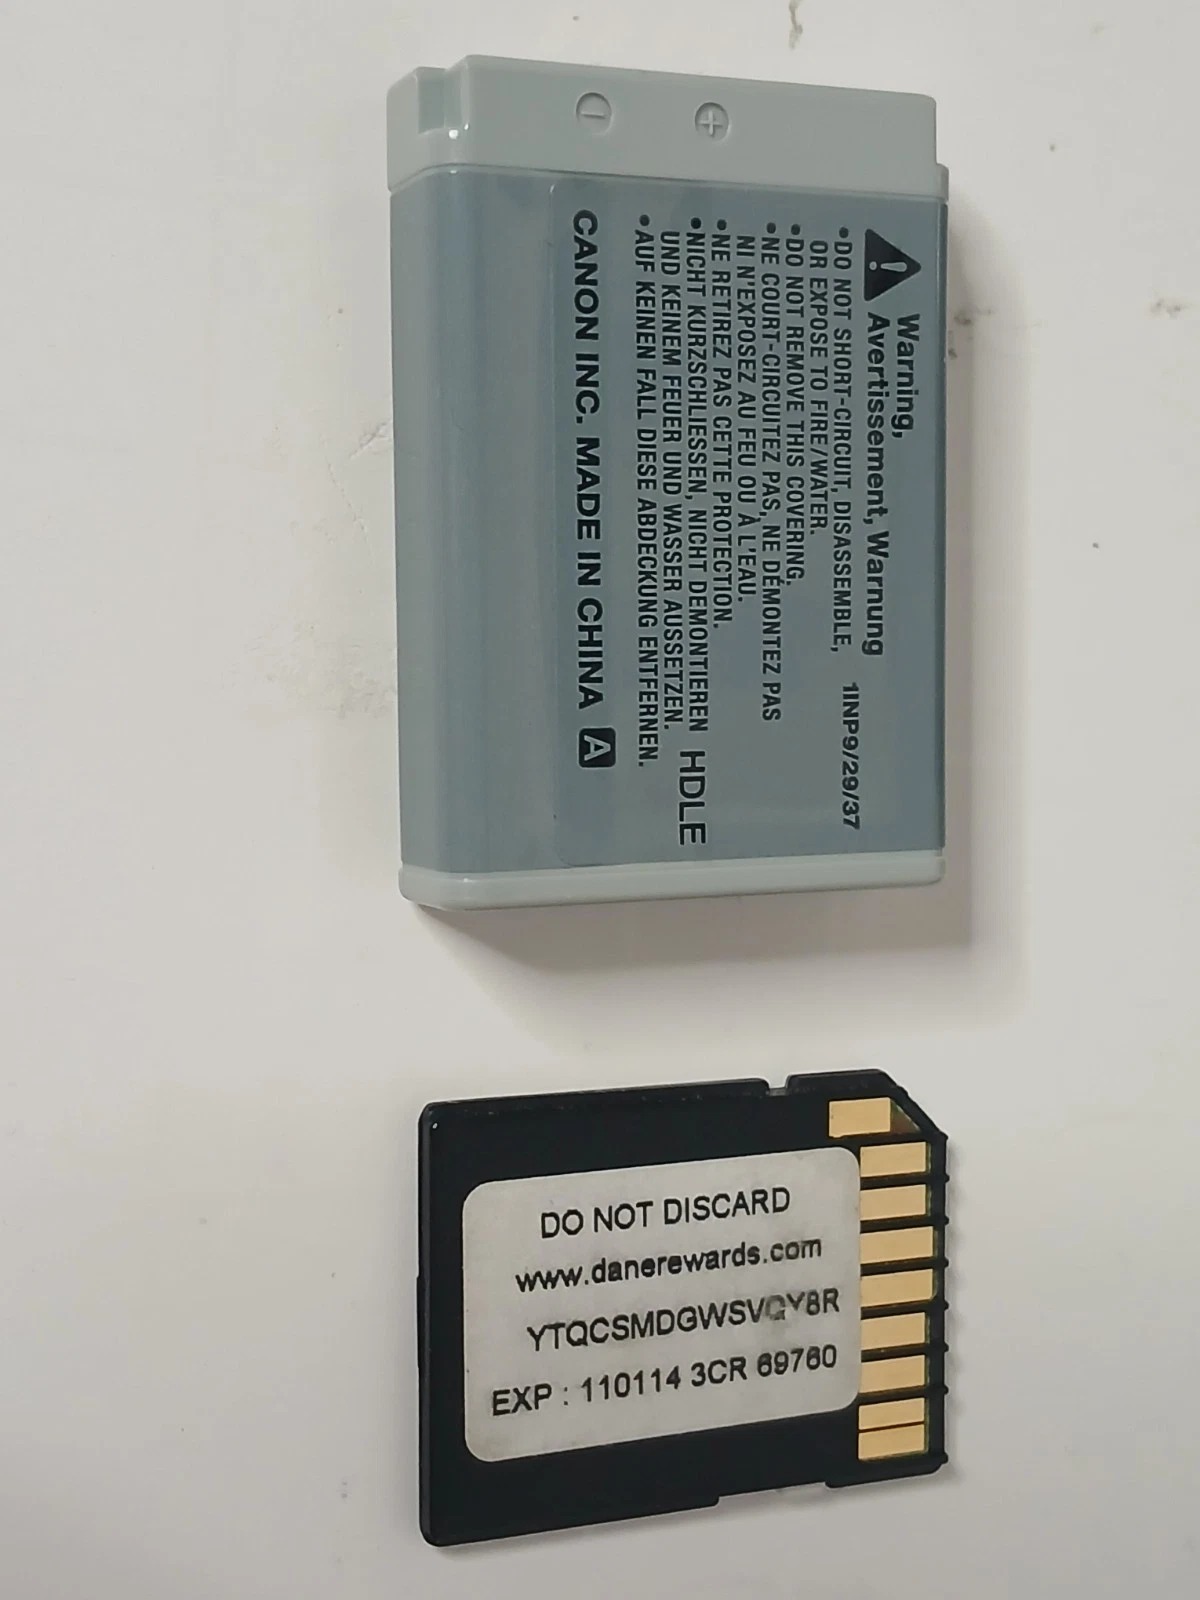 Warning,
Avertissement, Warnung
•DO NOT SHORT-CIRCUIT, DISASSEMBLE,
OR EXPOSE TO FIRE/WATER.
•DO NOT REMOVE THIS COVERING.
•NE COURT-CIRCUITEZ PAS, NE DÉMONTEZ PAS
NI N'EXPOSEZ AU FEU OU À L'EAU.
•NE RETIREZ PAS CETTE PROTECTION.
•NICHT KURZSCHLIESSEN, NICHT DEMONTIEREN
UND KEINEM FEUER UND WASSER AUSSETZEN.
•AUF KEINEN FALL DIESE ABDECKUNG ENTFERNEN.
1INP9/29/37
HDLE
CANON INC. MADE IN CHINA A
DO NOT DISCARD
www.danerewards.com
YTQCSMDGWSVQY8R
EXP : 110114 3CR 69760